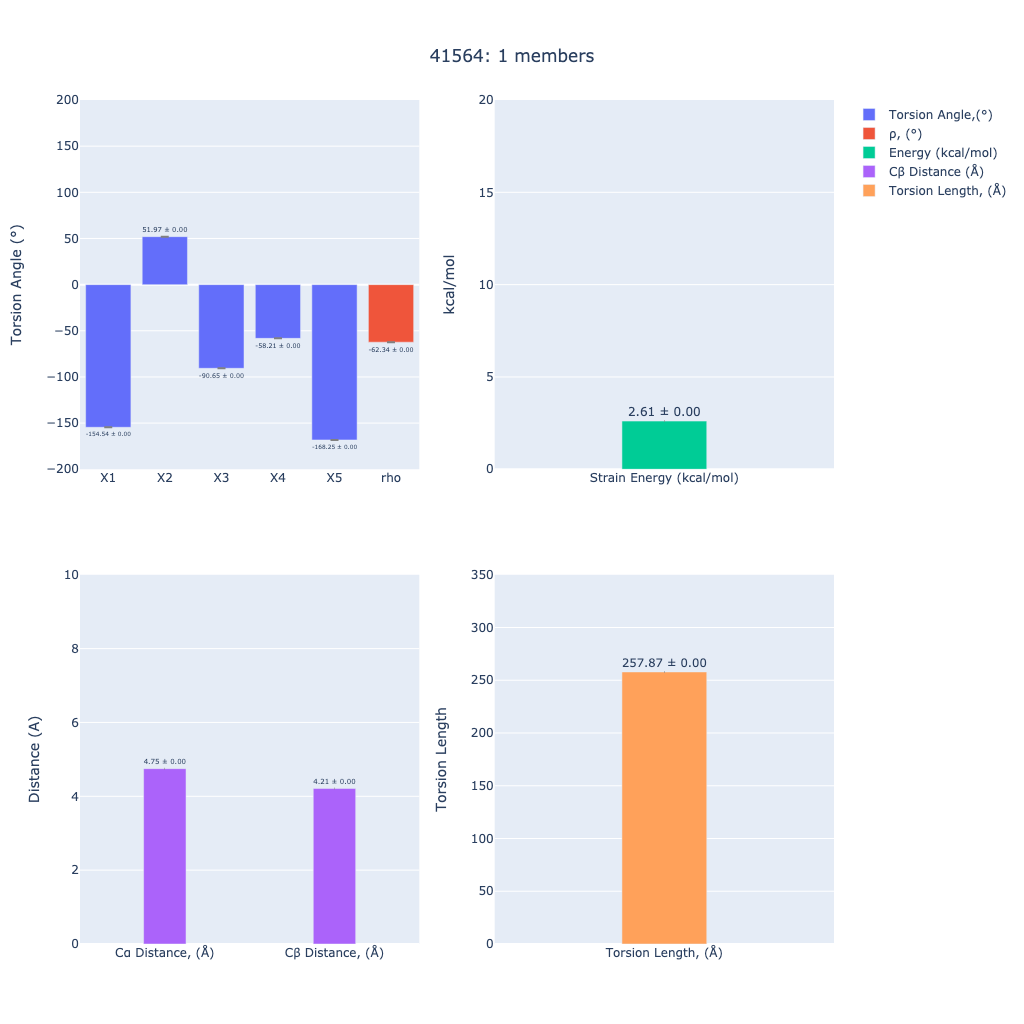 41564: 1 members
200
150
100
50
0
−50
−100
−150
−200
Torsion Angle (°)
51.97 ± 0.00
-154.54 ± 0.00
-90.65 ± 0.00
-58.21 ± 0.00
-168.25 ± 0.00
-62.34 ± 0.00
X1 X2 X3 X4 X5 rho
20
15
10
5
0
kcal/mol
2.61 ± 0.00
Strain Energy (kcal/mol)
Torsion Angle,(°)
ρ, (°)
Energy (kcal/mol)
Cβ Distance (Å)
Torsion Length, (Å)
10
8
6
4
2
0
Distance (A)
4.75 ± 0.00
4.21 ± 0.00
Cα Distance, (Å) Cβ Distance, (Å)
350
300
250
200
150
100
50
0
Torsion Length
257.87 ± 0.00
Torsion Length, (Å)